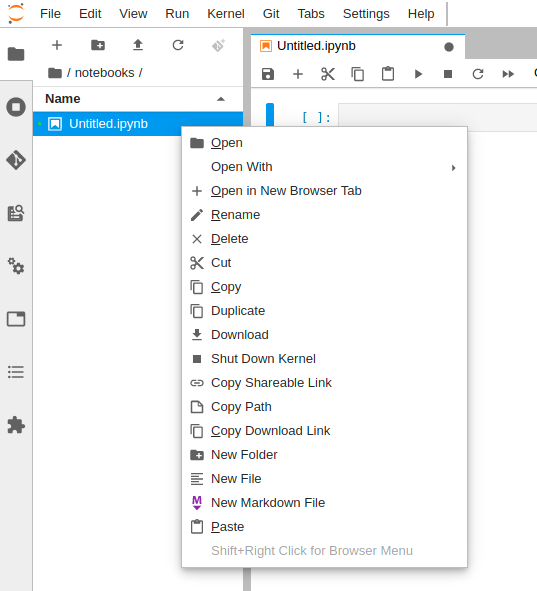 File Edit View Run Kernel Git Tabs Settings Help
Untitled.ipynb
/ notebooks /
Name
[ ]:
Untitled.ipynb
Open
Open With
Open in New Browser Tab
Rename
Delete
Cut
Copy
Duplicate
Download
Shut Down Kernel
Copy Shareable Link
Copy Path
Copy Download Link
New Folder
New File
M New Markdown File
Paste
Shift+Right Click for Browser Menu